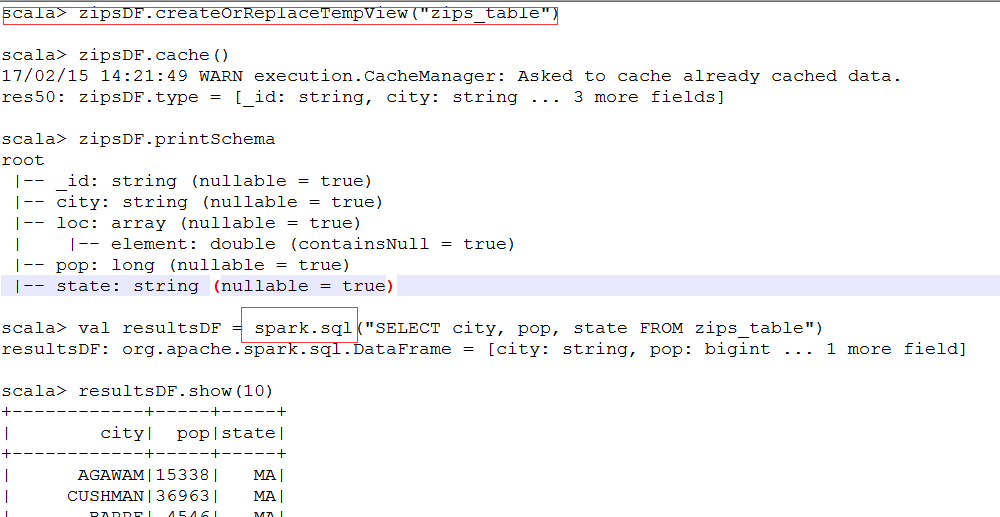 scala> zipsDF.createOrReplaceTempView("zips_table")
scala> zipsDF.cache()
17/02/15 14:21:49 WARN execution.CacheManager: Asked to cache already cached data.
res50: zipsDF.type = [_id: string, city: string ... 3 more fields]
scala> zipsDF.printSchema
root
 |-- _id: string (nullable = true)
 |-- city: string (nullable = true)
 |-- loc: array (nullable = true)
 |    |-- element: double (containsNull = true)
 |-- pop: long (nullable = true)
 |-- state: string (nullable = true)
scala> val resultsDF = spark.sql("SELECT city, pop, state FROM zips_table")
resultsDF: org.apache.spark.sql.DataFrame = [city: string, pop: bigint ... 1 more field]
scala> resultsDF.show(10)
+------------+-----+-----+
|        city|  pop|state|
+------------+-----+-----+
|      AGAWAM|15338|   MA|
|     CUSHMAN|36963|   MA|
|       BARRE| 4546|   MA|